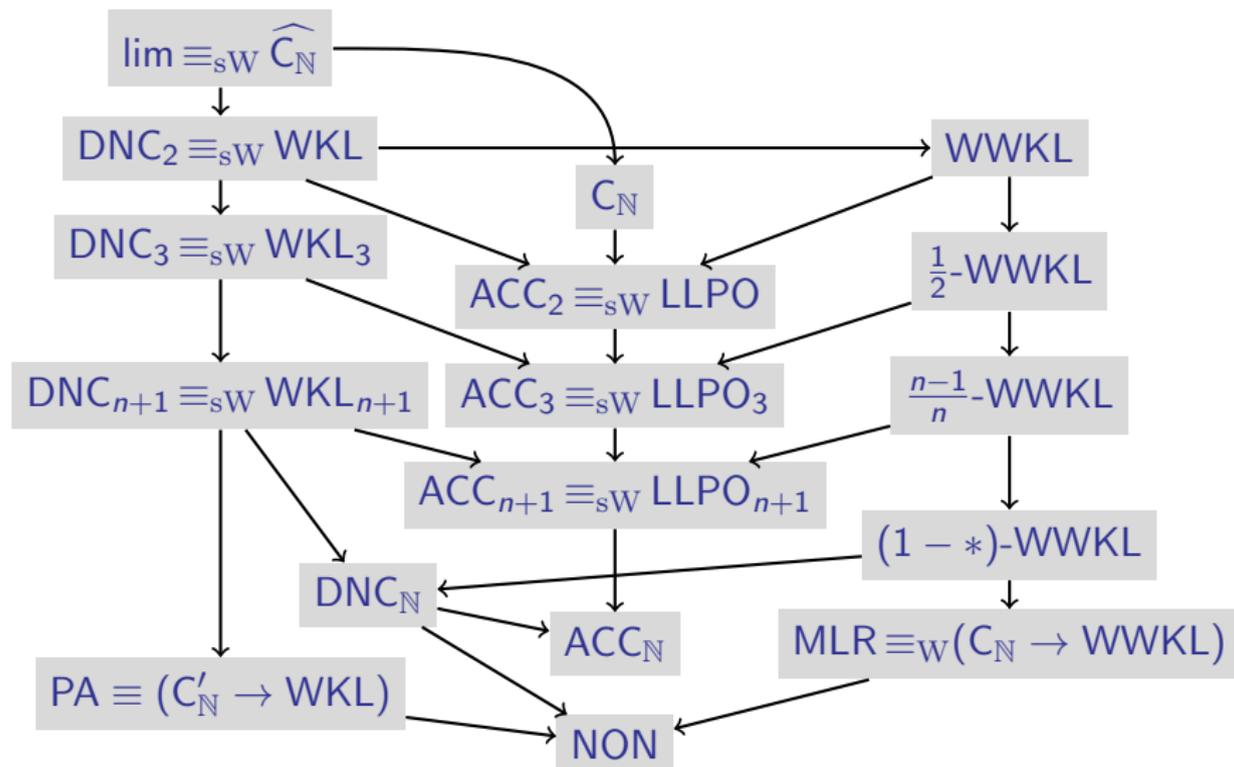 lim ≡sW Ĉℕ
DNC₂ ≡sW WKL
WWKL
Cℕ
DNC₃ ≡sW WKL₃
½-WWKL
ACC₂ ≡sW LLPO
DNCₙ₊₁ ≡sW WKLₙ₊₁
ACC₃ ≡sW LLPO₃
(n−1)/n-WWKL
ACCₙ₊₁ ≡sW LLPOₙ₊₁
(1 − *)-WWKL
DNCℕ
ACCℕ
MLR ≡W (Cℕ → WWKL)
PA ≡ (C′ℕ → WKL)
NON